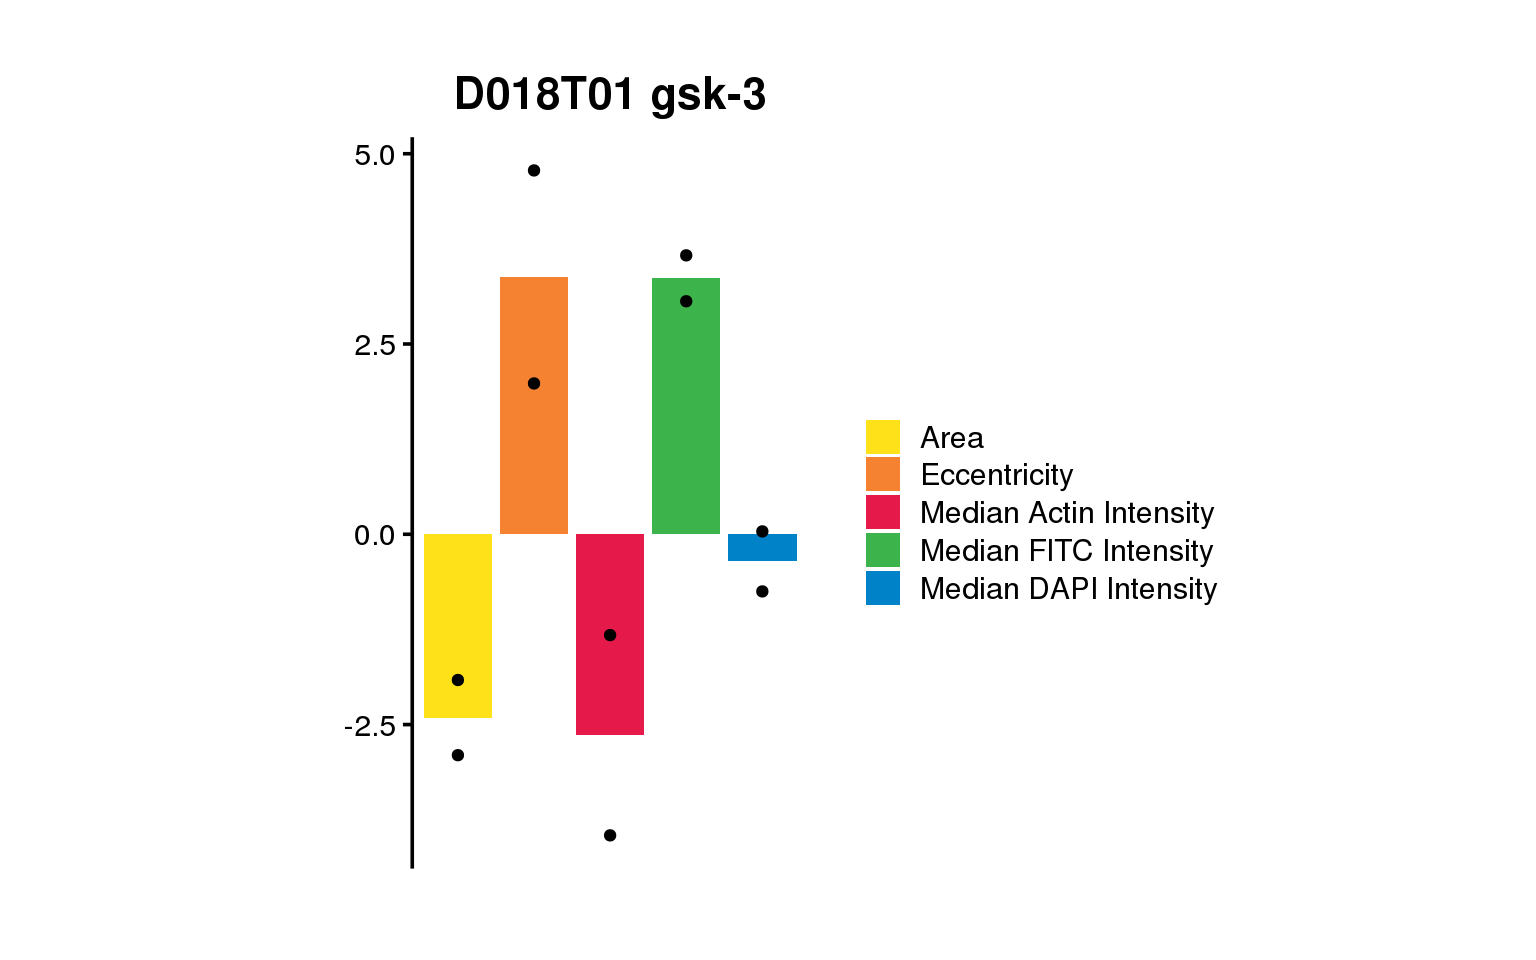 D018T01 gsk-3
5.0
2.5
0.0
-2.5
Area
Eccentricity
Median Actin Intensity
Median FITC Intensity
Median DAPI Intensity